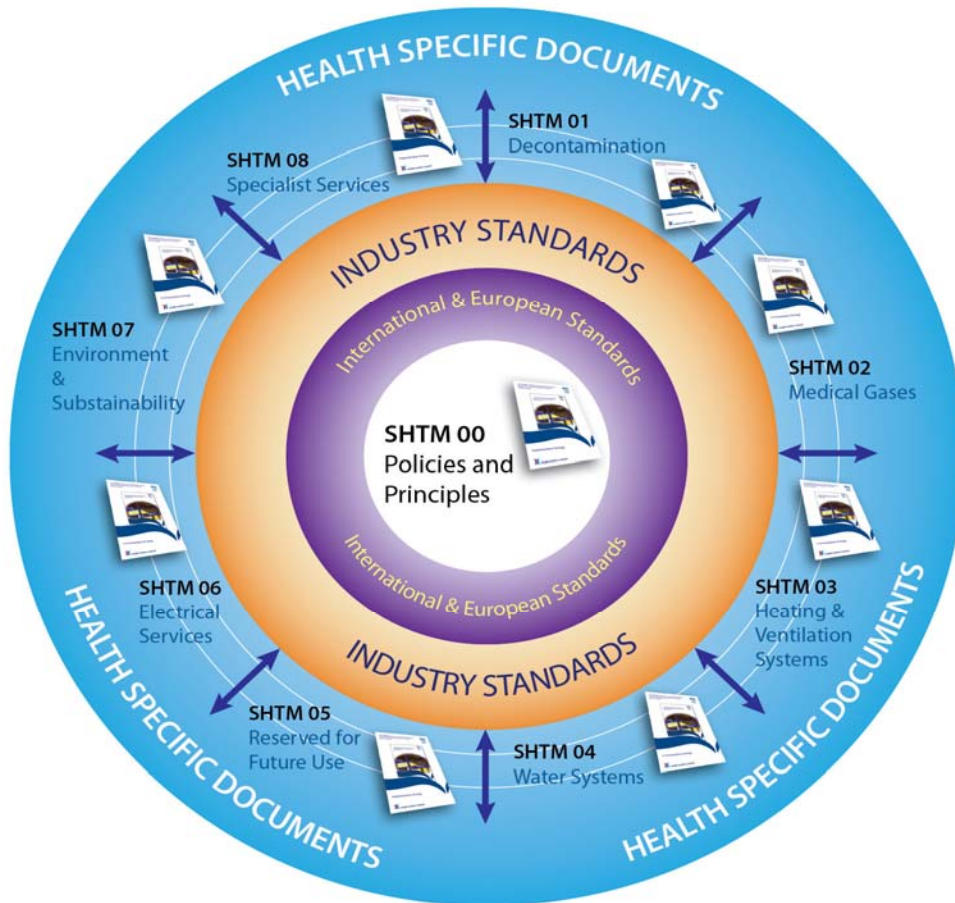 HEALTH SPECIFIC DOCUMENTS
SHTM 01
Decontamination
SHTM 08
Specialist Services
INDUSTRY STANDARDS
International & European Standards
SHTM 07
Environment
&
Substainability
SHTM 02
Medical Gases
SHTM 00
Policies and
Principles
International & European Standards
SHTM 06
Electrical
Services
SHTM 03
Heating &
Ventilation
Systems
INDUSTRY STANDARDS
SHTM 05
Reserved for
Future Use
SHTM 04
Water Systems
HEALTH SPECIFIC DOCUMENTS
HEALTH SPECIFIC DOCUMENTS